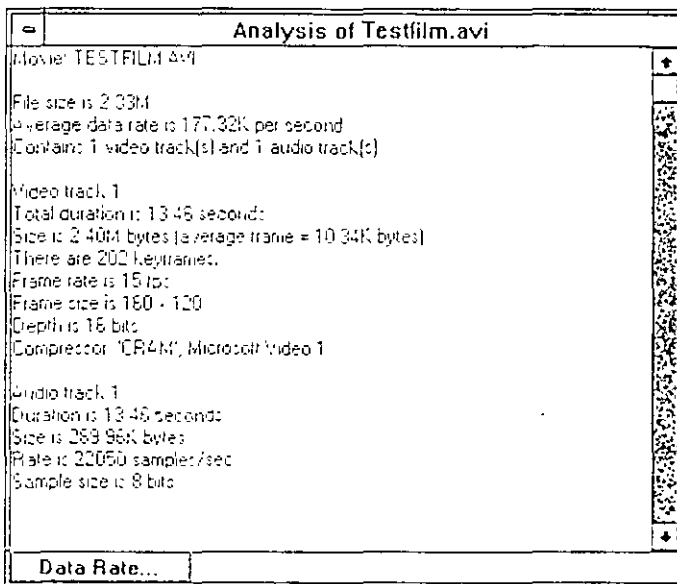 Analysis of Testfilm.avi
Movie: TESTFILM.AVI
File size is 2.33M
Average data rate is 177.32K per second
Contains 1 video track(s) and 1 audio track(s)
Video track 1
Total duration is 13.46 seconds
Size is 2.40M bytes (average frame = 10.34K bytes)
There are 202 keyframes.
Frame rate is 15 fps
Frame size is 160 x 120
Depth is 16 bits
Compressor: 'CRAM', Microsoft Video 1
Audio track 1
Duration is 13.46 seconds
Size is 289.96K bytes
Rate is 22050 samples/sec
Sample size is 8 bits
Data Rate...